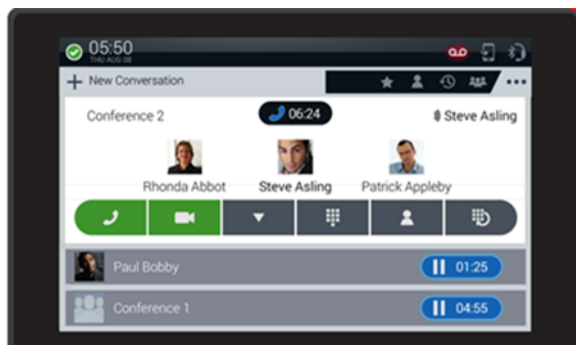 05:50
THU AUG 08
New Conversation
Conference 2
06:24
Steve Asling
Rhonda Abbot
Steve Asling
Patrick Appleby
Paul Bobby
01:25
Conference 1
04:55